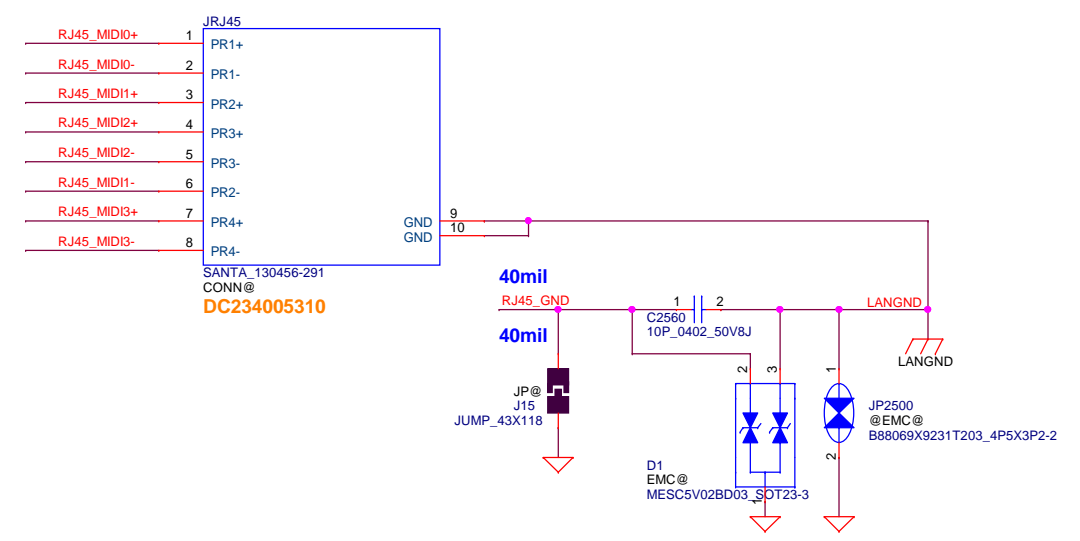 JRJ45
RJ45_MIDI0+ 1 PR1+
RJ45_MIDI0- 2 PR1-
RJ45_MIDI1+ 3 PR2+
RJ45_MIDI2+ 4 PR3+
RJ45_MIDI2- 5 PR3-
RJ45_MIDI1- 6 PR2-
RJ45_MIDI3+ 7 PR4+
RJ45_MIDI3- 8 PR4-
GND 9
GND 10
SANTA_130456-291
CONN@
DC234005310
40mil
RJ45_GND
40mil
1 2
C2560
10P_0402_50V8J
LANGND
LANGND
JP@
J15
JUMP_43X118
2 3
1
D1
EMC@
MESC5V02BD03_SOT23-3
1
JP2500
@EMC@
B88069X9231T203_4P5X3P2-2
2